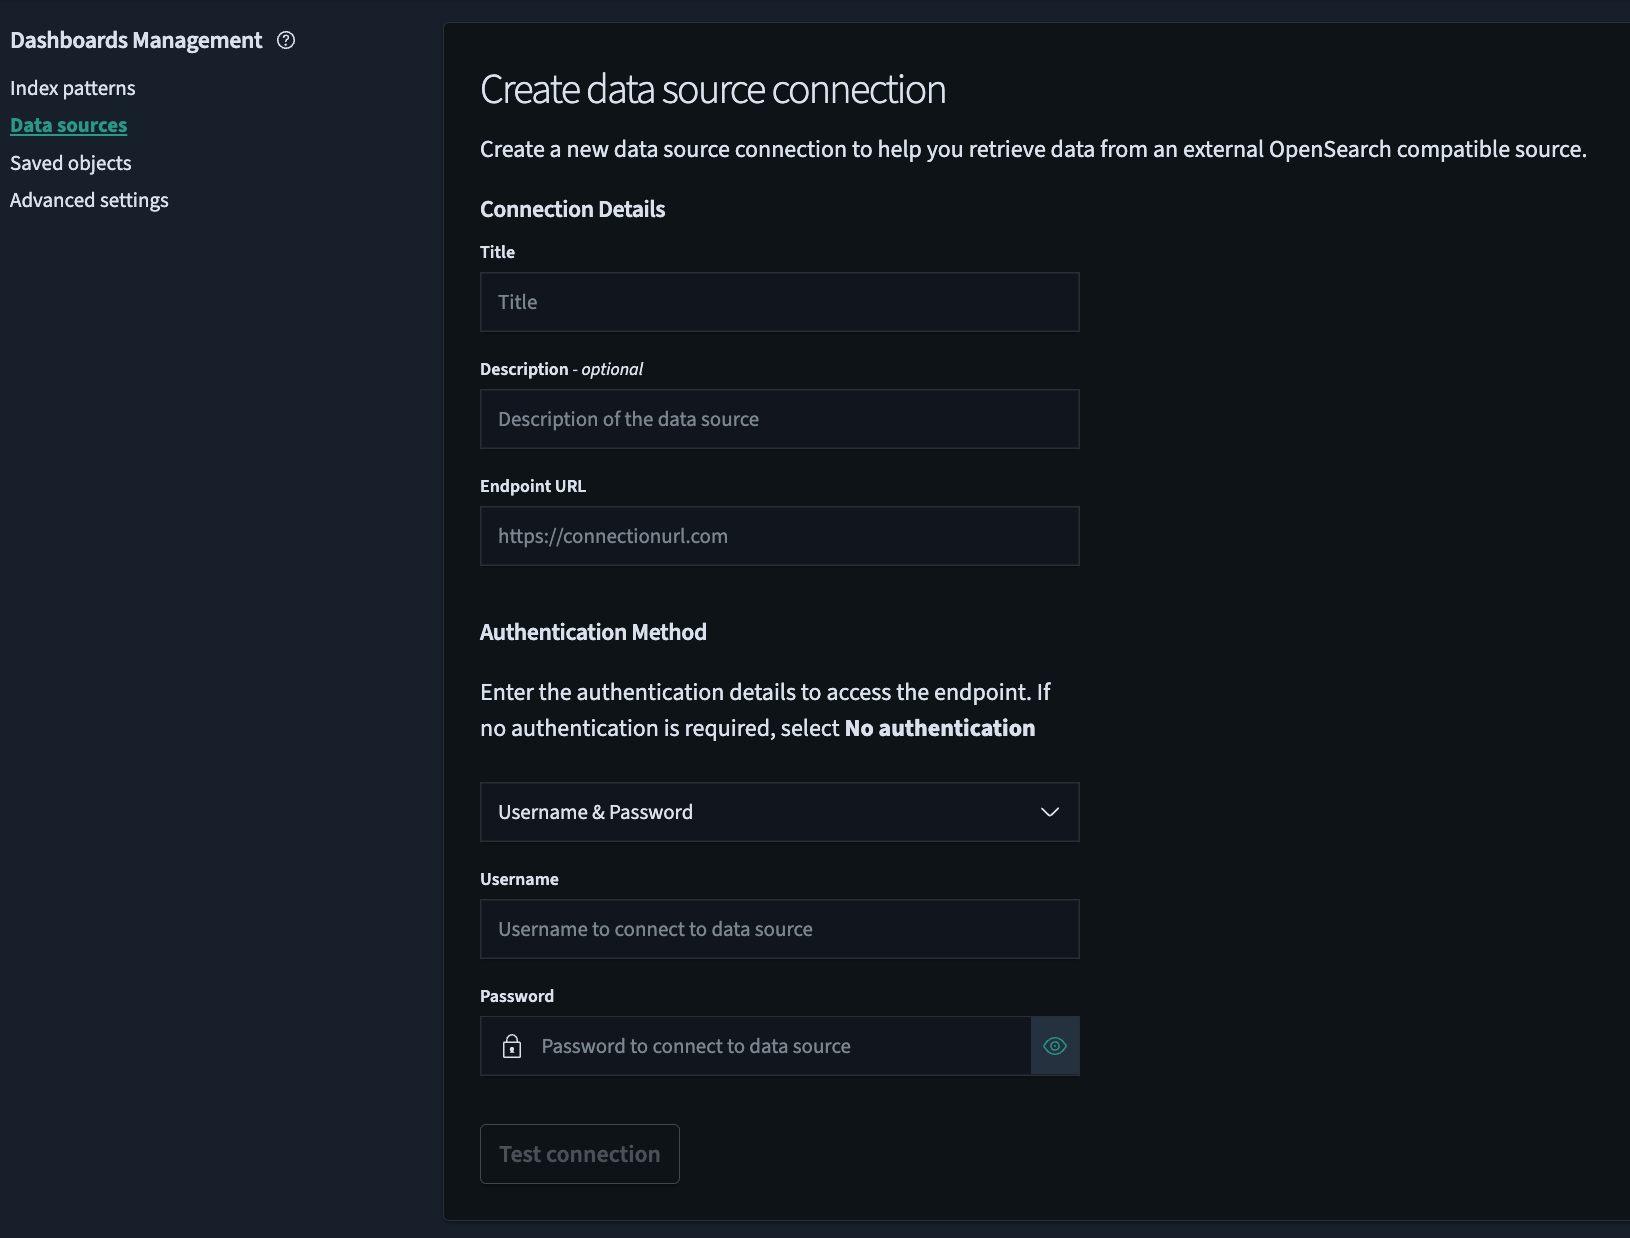 Dashboards Management
Index patterns
Data sources
Saved objects
Advanced settings
Create data source connection
Create a new data source connection to help you retrieve data from an external OpenSearch compatible source.
Connection Details
Title
Title
Description - optional
Description of the data source
Endpoint URL
https://connectionurl.com
Authentication Method
Enter the authentication details to access the endpoint. If
no authentication is required, select No authentication
Username & Password
Username
Username to connect to data source
Password
Password to connect to data source
Test connection